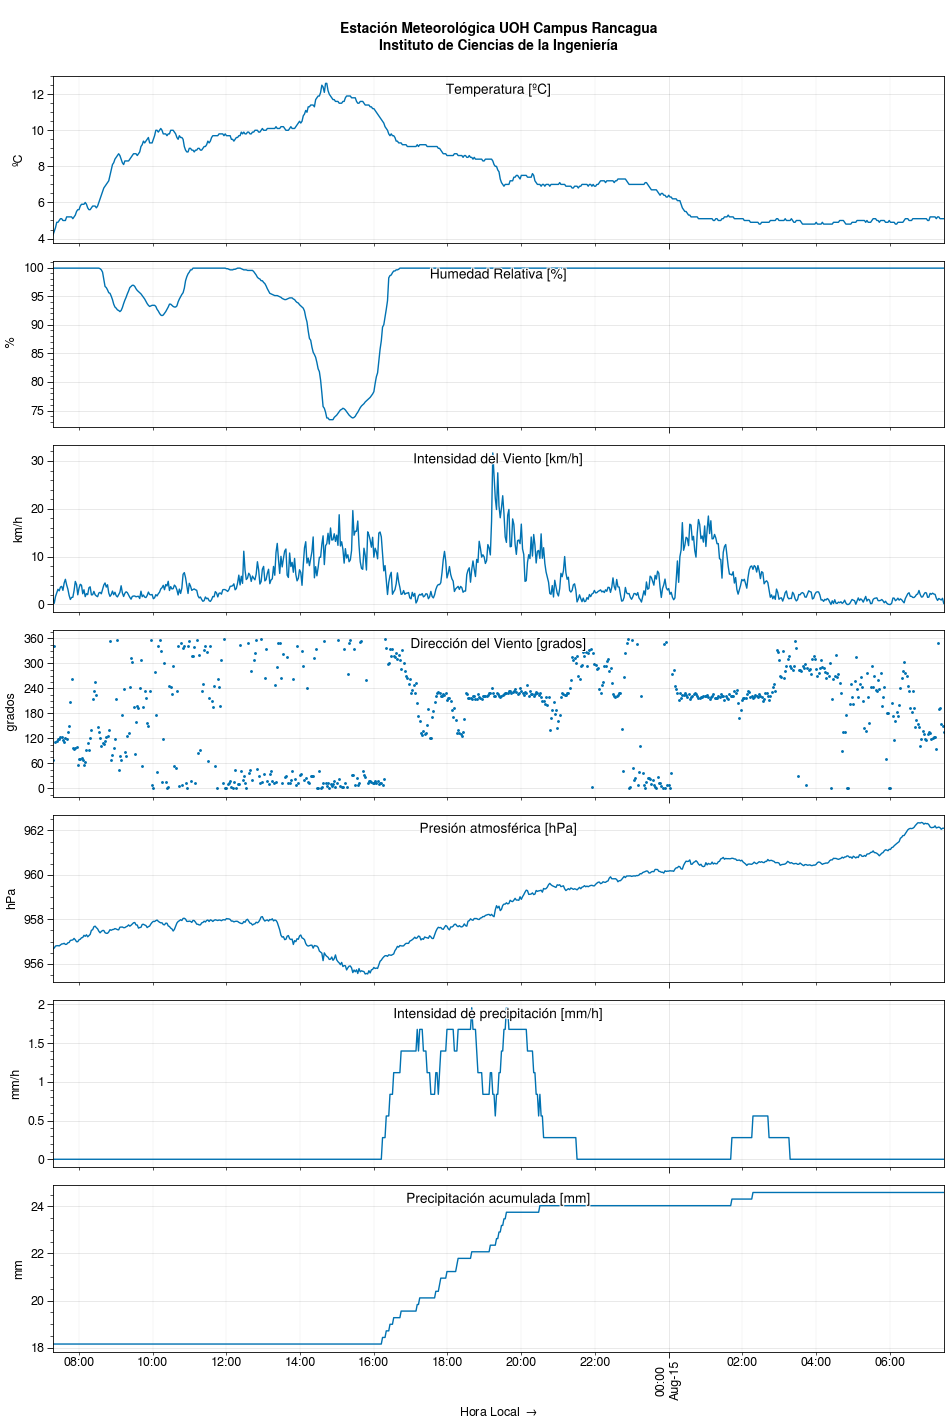 Estación Meteorológica UOH Campus Rancagua
Instituto de Ciencias de la Ingeniería
Temperatura [ºC]
ºC
12
10
8
6
4
Humedad Relativa [%]
%
100
95
90
85
80
75
Intensidad del Viento [km/h]
km/h
30
20
10
0
Dirección del Viento [grados]
grados
360
300
240
180
120
60
0
Presión atmosférica [hPa]
hPa
962
960
958
956
Intensidad de precipitación [mm/h]
mm/h
2
1.5
1
0.5
0
Precipitación acumulada [mm]
mm
24
22
20
18
08:00 10:00 12:00 14:00 16:00 18:00 20:00 22:00 00:00 02:00 04:00 06:00
Aug-15
Hora Local →